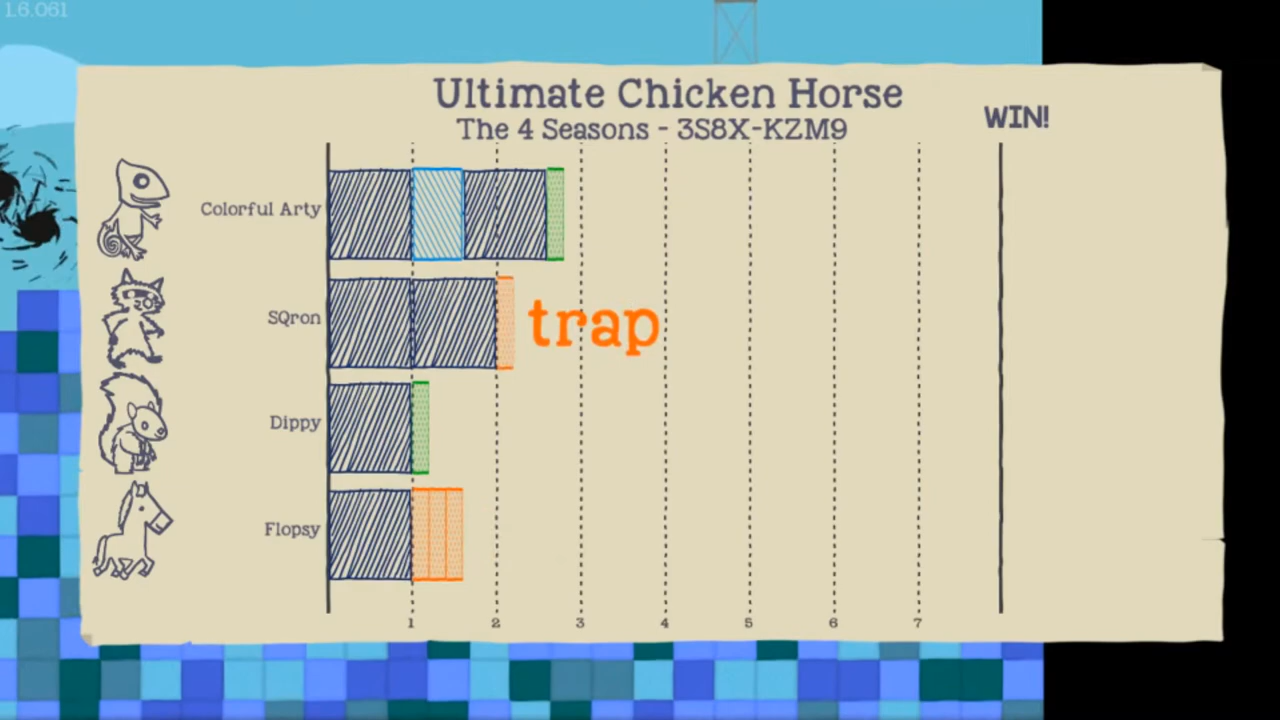 1.6.061
Ultimate Chicken Horse
The 4 Seasons - 3S8X-KZM9
WIN!
Colorful Arty
SQron
trap
Dippy
Flopsy
1 2 3 4 5 6 7